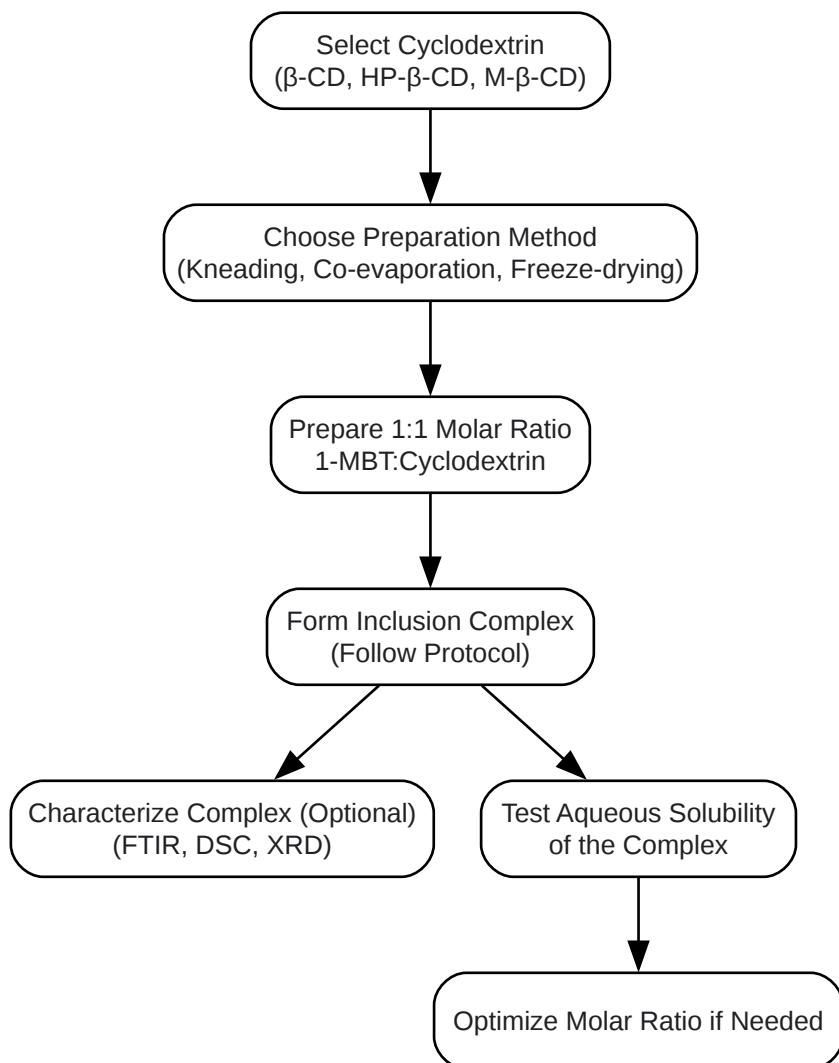 Select Cyclodextrin
(β-CD, HP-β-CD, M-β-CD)
Choose Preparation Method
(Kneading, Co-evaporation, Freeze-drying)
Prepare 1:1 Molar Ratio
1-MBT:Cyclodextrin
Form Inclusion Complex
(Follow Protocol)
Characterize Complex (Optional)
(FTIR, DSC, XRD)
Test Aqueous Solubility
of the Complex
Optimize Molar Ratio if Needed